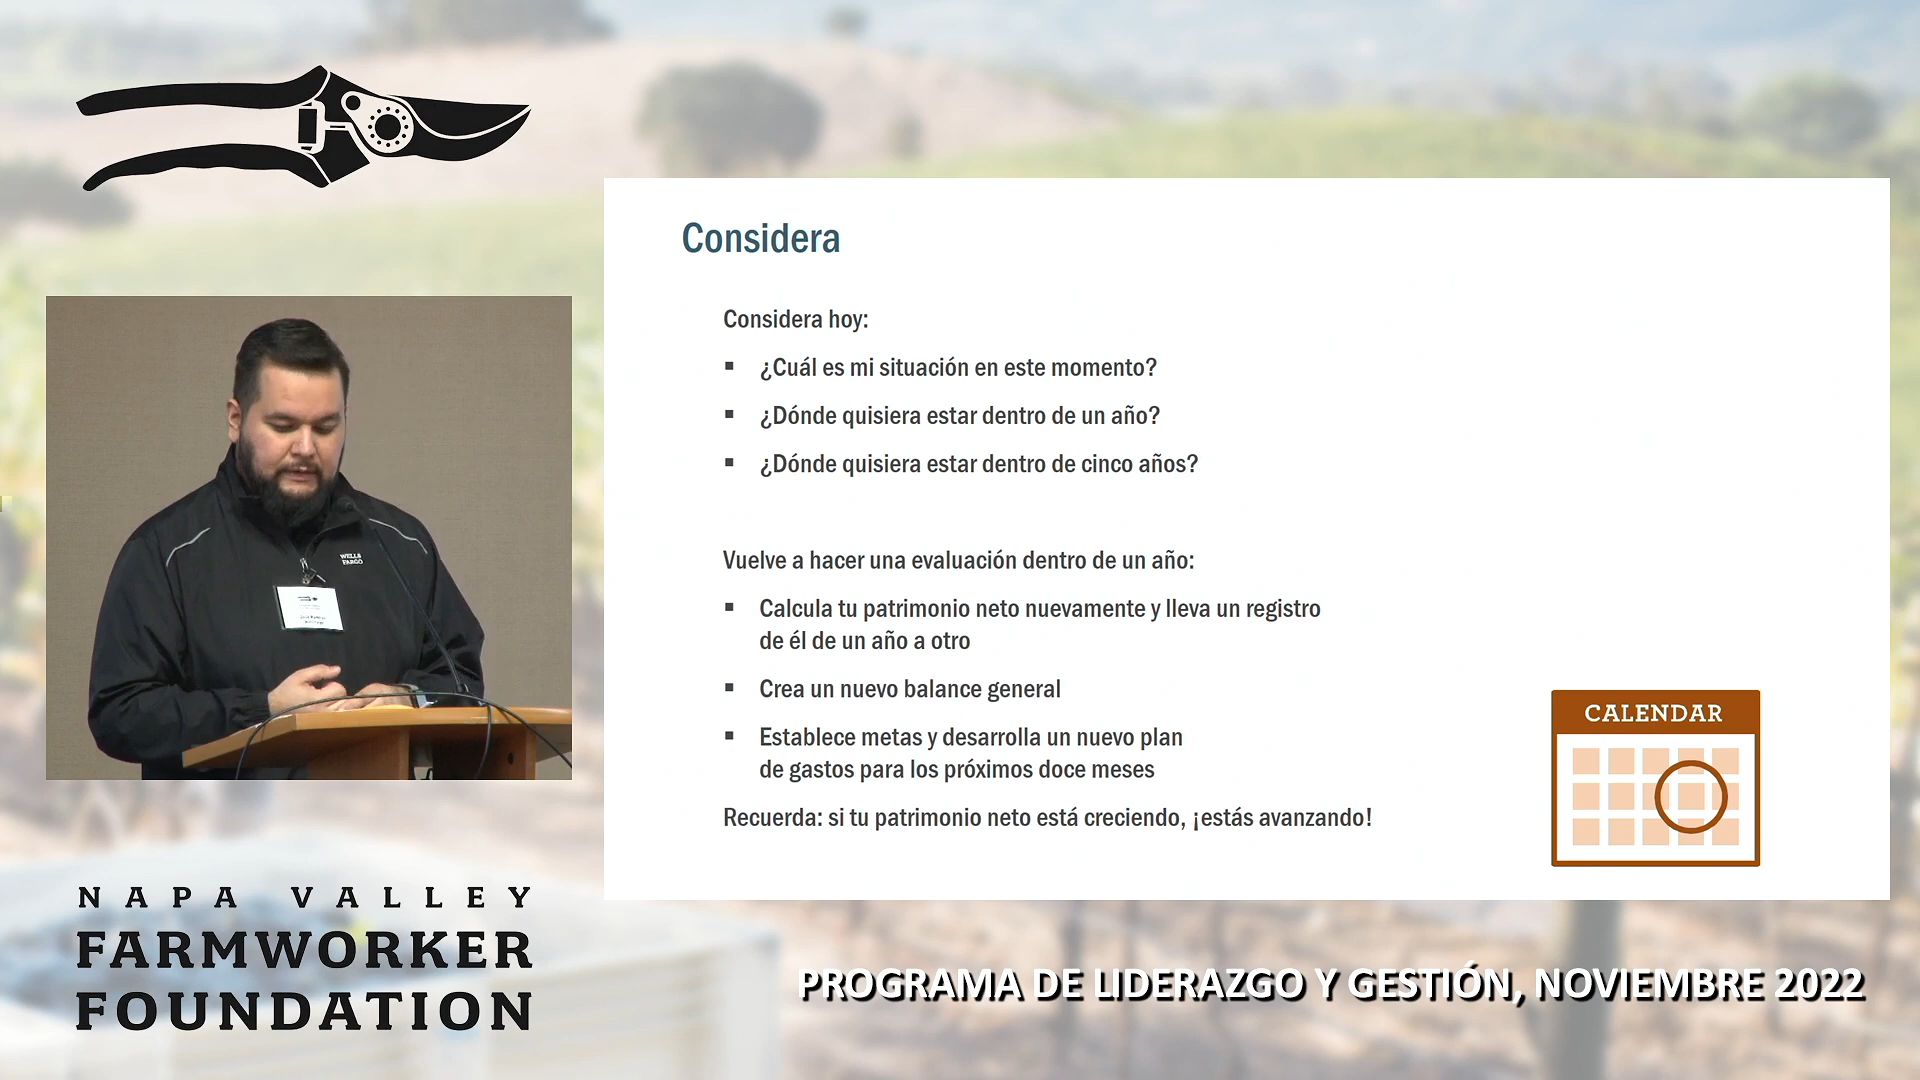 Considera
Considera hoy:
▪ ¿Cuál es mi situación en este momento?
▪ ¿Dónde quisiera estar dentro de un año?
▪ ¿Dónde quisiera estar dentro de cinco años?
Vuelve a hacer una evaluación dentro de un año:
▪ Calcula tu patrimonio neto nuevamente y lleva un registro
de él de un año a otro
▪ Crea un nuevo balance general
▪ Establece metas y desarrolla un nuevo plan
de gastos para los próximos doce meses
Recuerda: si tu patrimonio neto está creciendo, ¡estás avanzando!
CALENDAR
WELLS
FARGO
NAPA VALLEY
FARMWORKER
FOUNDATION
PROGRAMA DE LIDERAZGO Y GESTIÓN, NOVIEMBRE 2022